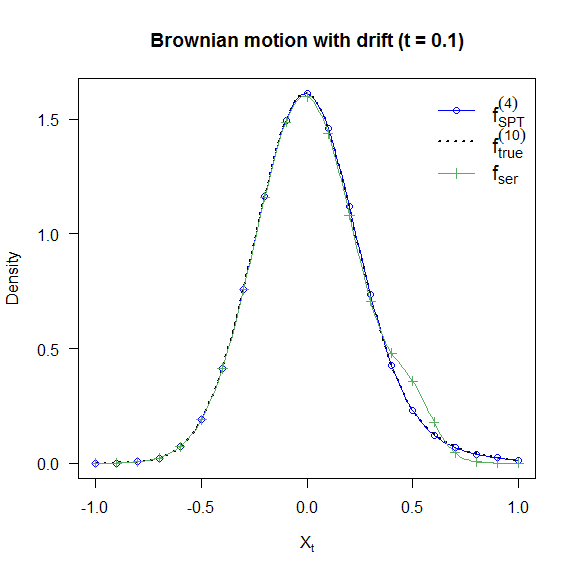 Brownian motion with drift (t = 0.1)
f_SPT^(4)
f_true^(10)
f_ser
1.5
1.0
0.5
0.0
Density
-1.0 -0.5 0.0 0.5 1.0
X_t